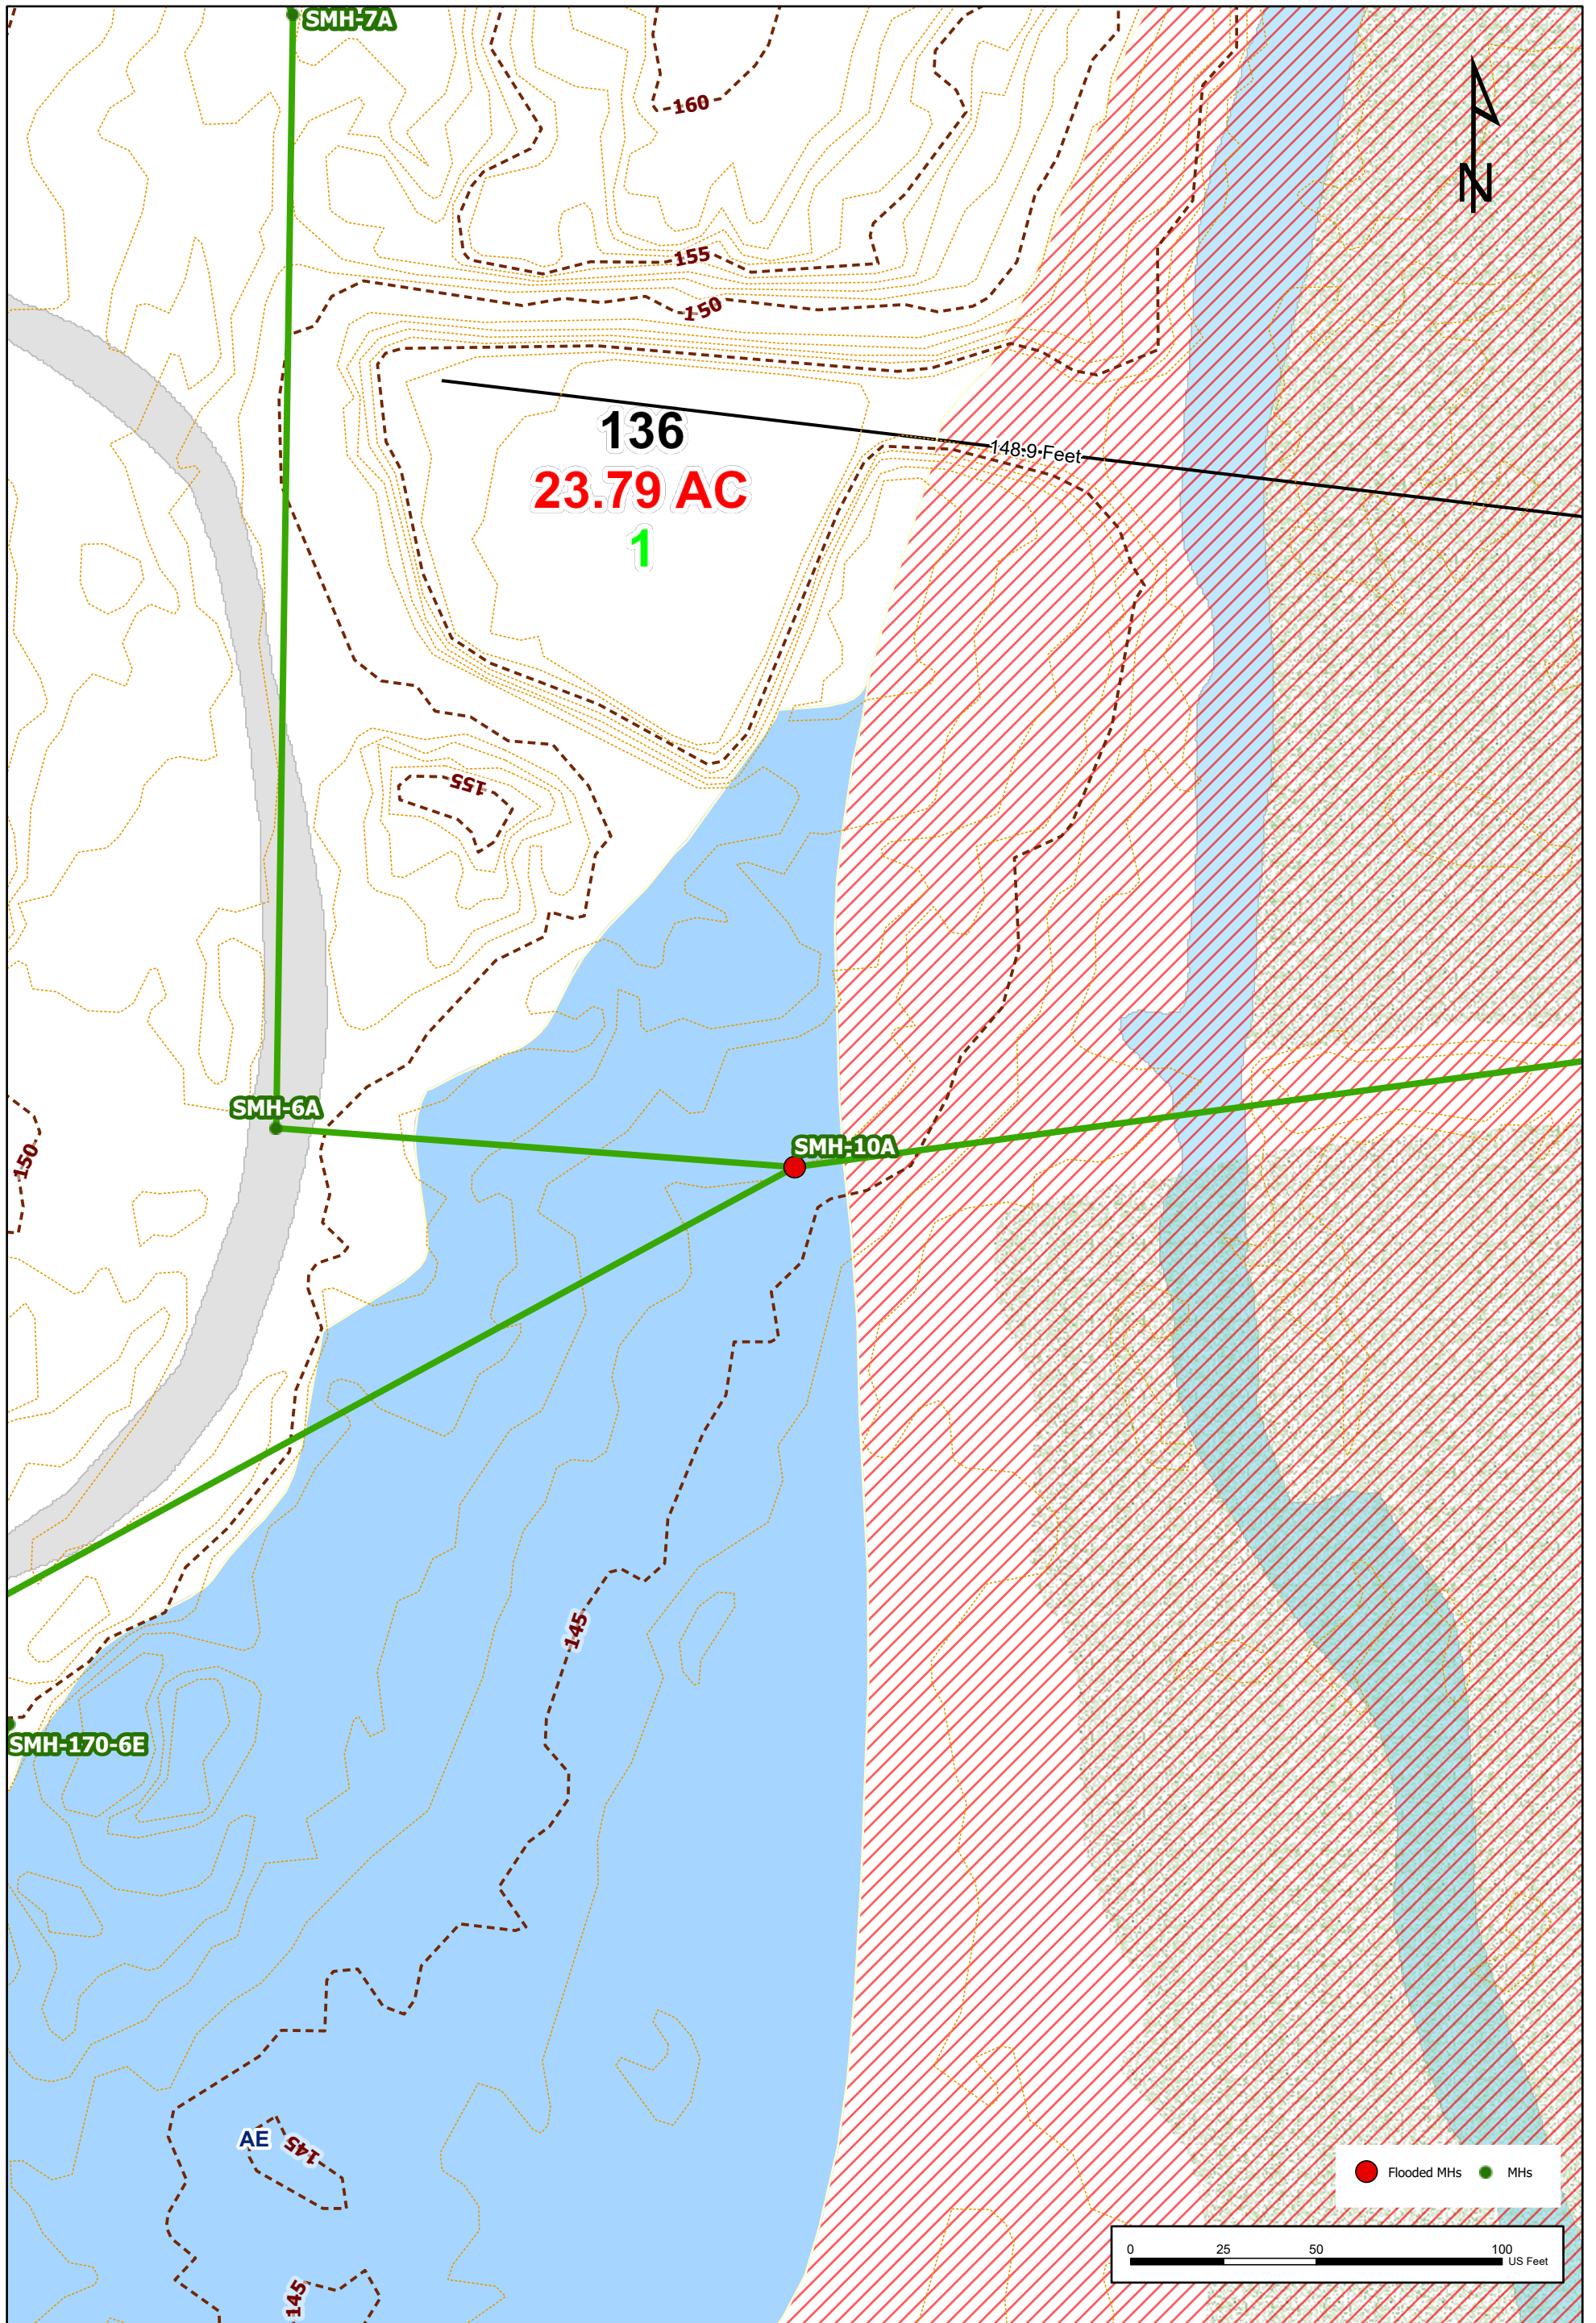 SMH-7A
160
N
155
150
136
148.9 Feet
23.79 AC
1
155
SMH-6A
SMH-10A
150
145
SMH-170-6E
AE
145
Flooded MHs
MHs
0 25 50 100
US Feet
145